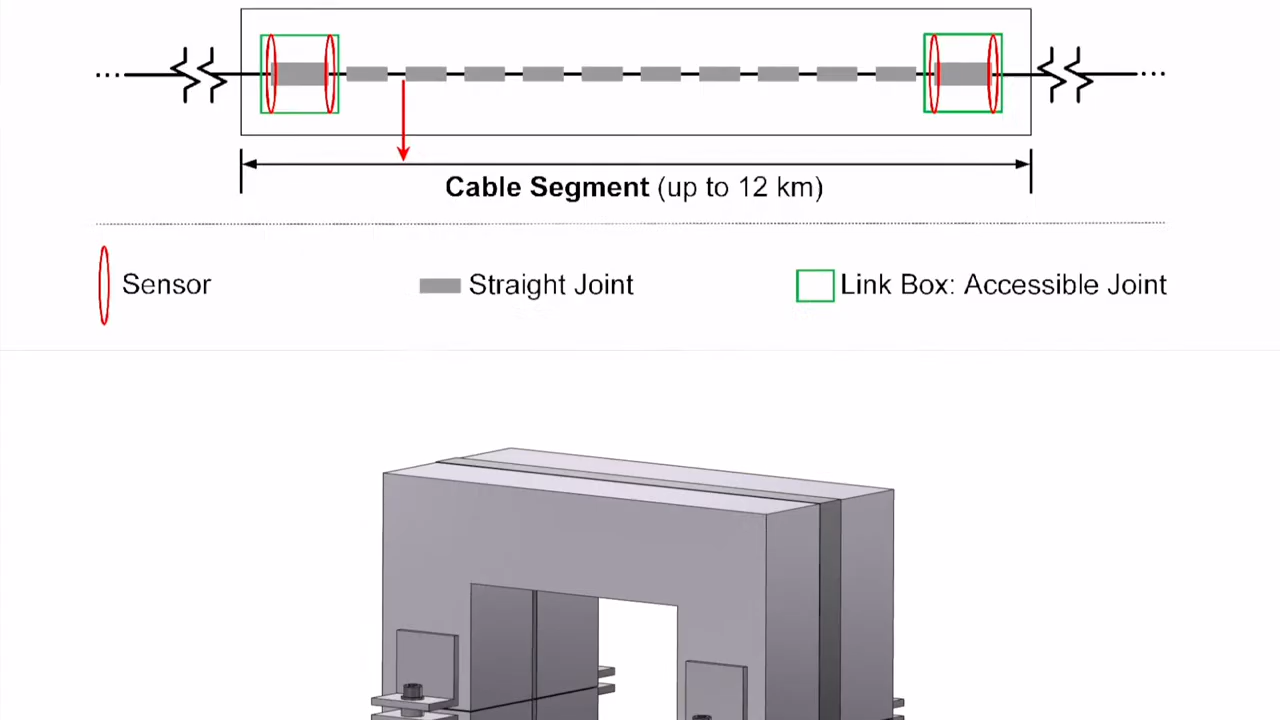 Cable Segment (up to 12 km)
Sensor
Straight Joint
Link Box: Accessible Joint